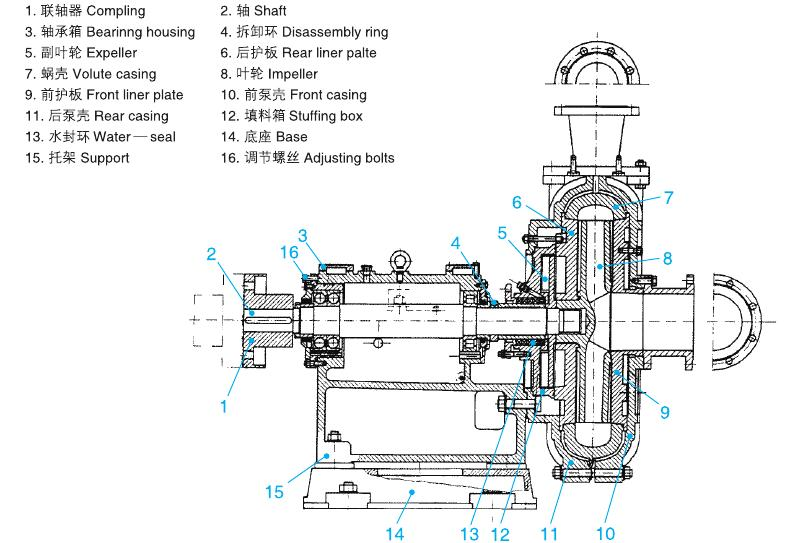 1. 联轴器 Compling
2. 轴 Shaft
3. 轴承箱 Bearinng housing
4. 拆卸环 Disassembly ring
5. 副叶轮 Expeller
6. 后护板 Rear liner palte
7. 蜗壳 Volute casing
8. 叶轮 Impeller
9. 前护板 Front liner plate
10. 前泵壳 Front casing
11. 后泵壳 Rear casing
12. 填料箱 Stuffing box
13. 水封环 Water—seal
14. 底座 Base
15. 托架 Support
16. 调节螺丝 Adjusting bolts
6
7
5
8
3
4
2
16
1
9
15
14
13
12
11
10